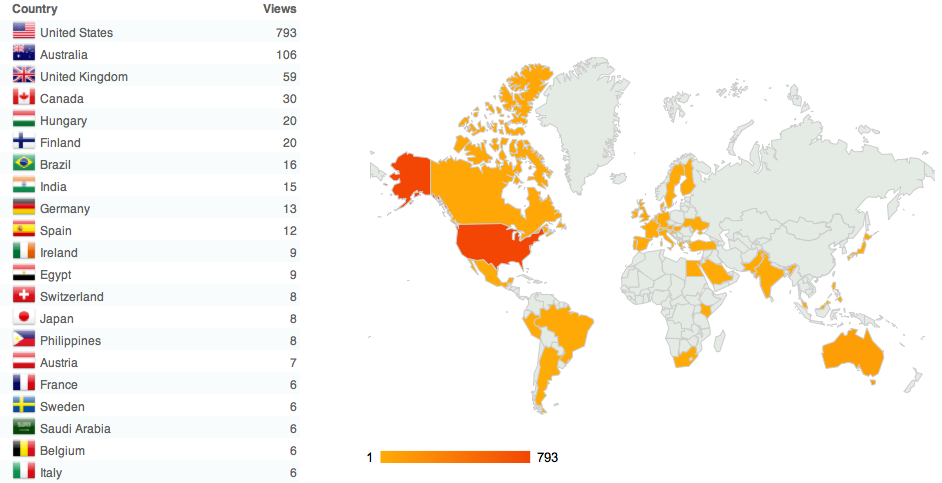 Country Views
United States 793
Australia 106
United Kingdom 59
Canada 30
Hungary 20
Finland 20
Brazil 16
India 15
Germany 13
Spain 12
Ireland 9
Egypt 9
Switzerland 8
Japan 8
Philippines 8
Austria 7
France 6
Sweden 6
Saudi Arabia 6
Belgium 6
Italy 6
1 793